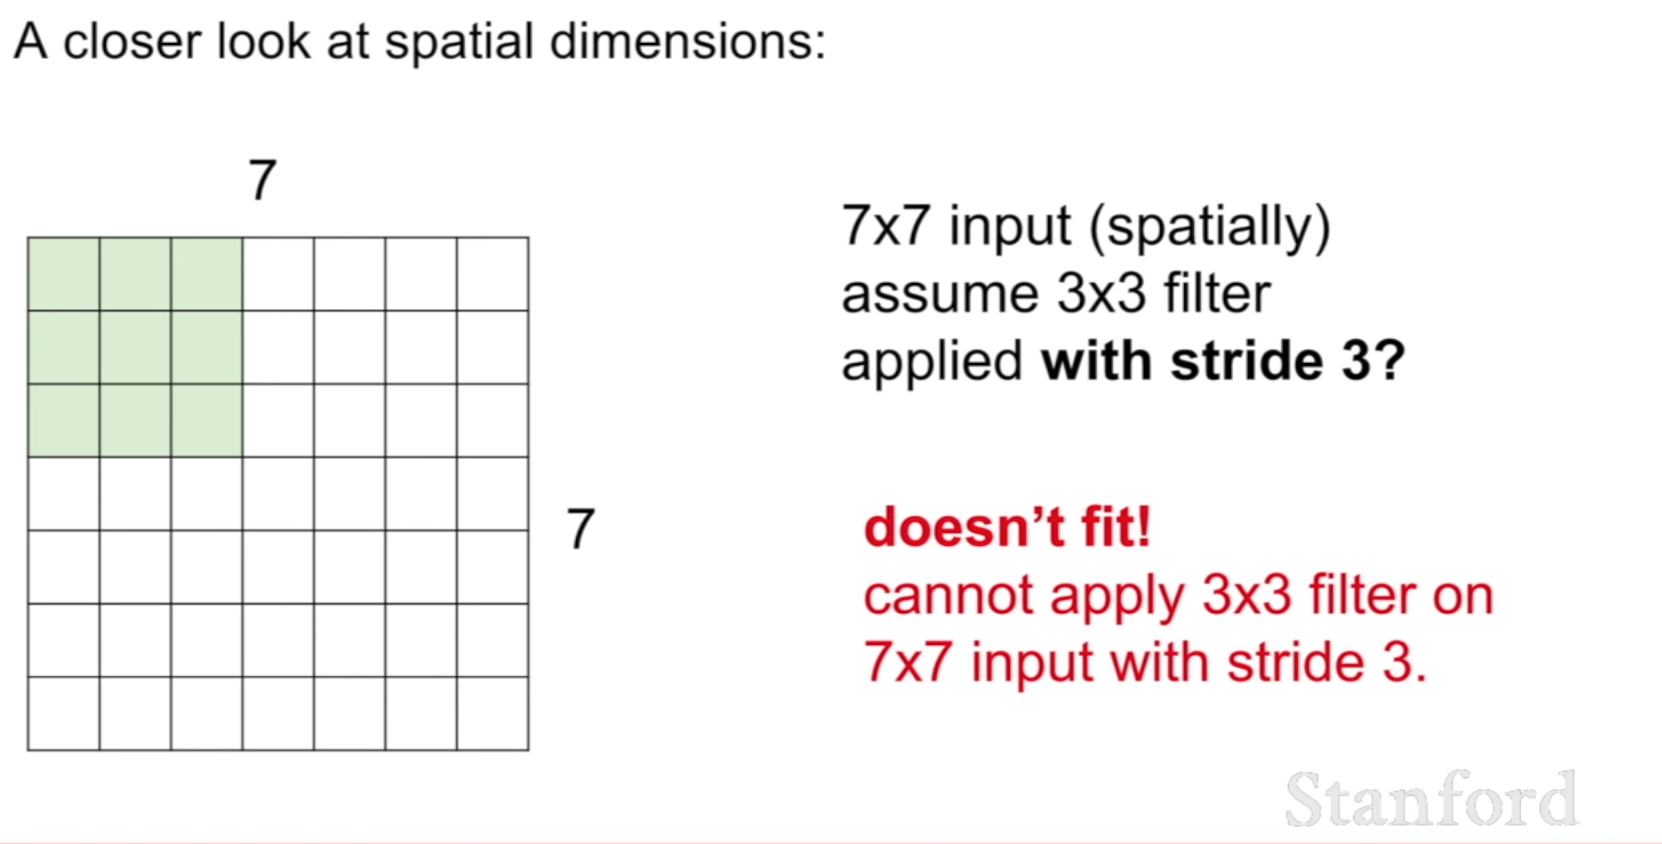 A closer look at spatial dimensions:
7
7x7 input (spatially)
assume 3x3 filter
applied with stride 3?
7
doesn’t fit!
cannot apply 3x3 filter on
7x7 input with stride 3.
Stanford